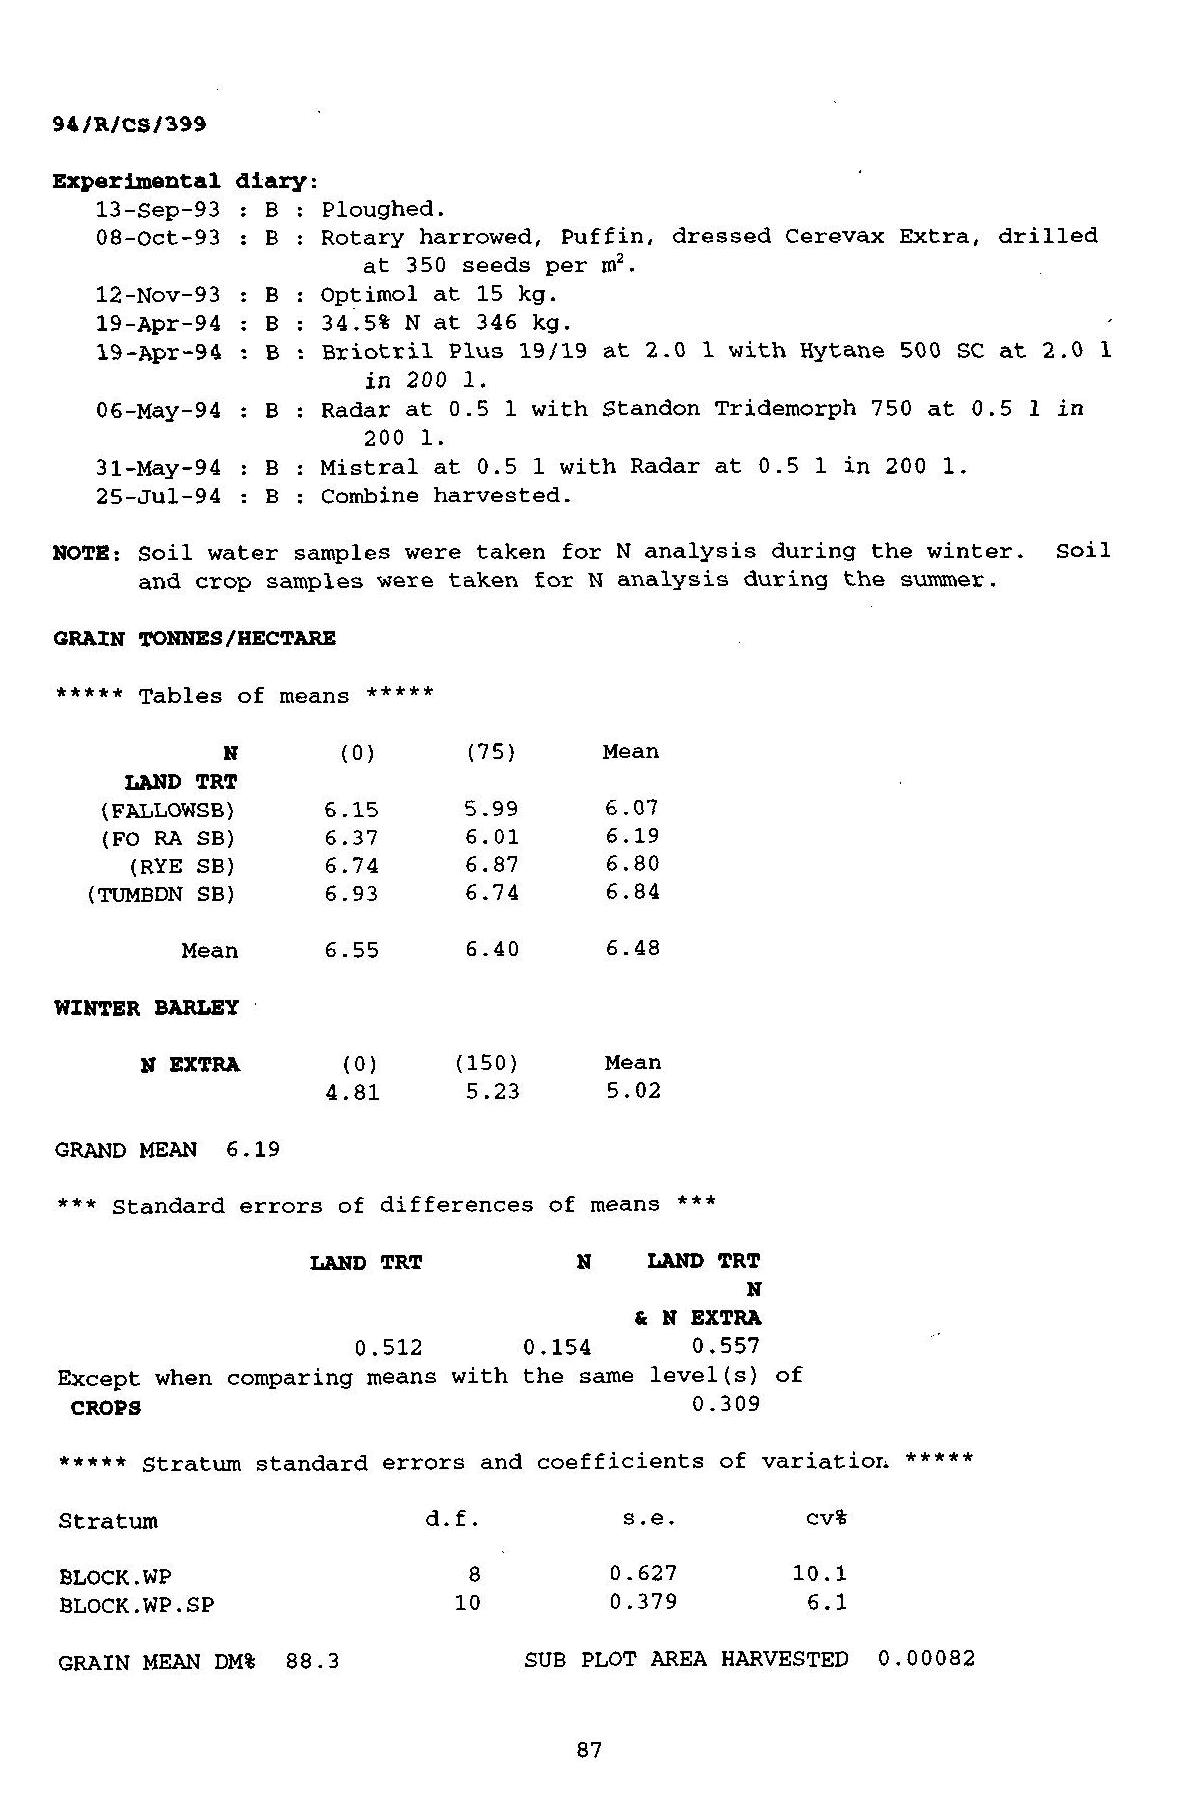 94/R/CS/399
Experimental diary:
13-Sep-93 : B : Ploughed.
08-Oct-93 : B : Rotary harrowed, Puffin, dressed Cerevax Extra, drilled
at 350 seeds per m².
12-Nov-93 : B : Optimol at 15 kg.
19-Apr-94 : B : 34.5% N at 346 kg.
19-Apr-94 : B : Briotril Plus 19/19 at 2.0 l with Hytane 500 SC at 2.0 l
in 200 l.
06-May-94 : B : Radar at 0.5 l with Standon Tridemorph 750 at 0.5 l in
200 l.
31-May-94 : B : Mistral at 0.5 l with Radar at 0.5 l in 200 l.
25-Jul-94 : B : Combine harvested.
NOTE: Soil water samples were taken for N analysis during the winter. Soil
and crop samples were taken for N analysis during the summer.
GRAIN TONNES/HECTARE
***** Tables of means *****
N (0) (75) Mean
LAND TRT
(FALLOWSB) 6.15 5.99 6.07
(FO RA SB) 6.37 6.01 6.19
(RYE SB) 6.74 6.87 6.80
(TUMBDN SB) 6.93 6.74 6.84
Mean 6.55 6.40 6.48
WINTER BARLEY
N EXTRA (0) (150) Mean
4.81 5.23 5.02
GRAND MEAN 6.19
*** Standard errors of differences of means ***
LAND TRT N LAND TRT
N
& N EXTRA
0.512 0.154 0.557
Except when comparing means with the same level(s) of
CROPS 0.309
***** Stratum standard errors and coefficients of variation *****
Stratum d.f. s.e. cv%
BLOCK.WP 8 0.627 10.1
BLOCK.WP.SP 10 0.379 6.1
GRAIN MEAN DM% 88.3 SUB PLOT AREA HARVESTED 0.00082
87